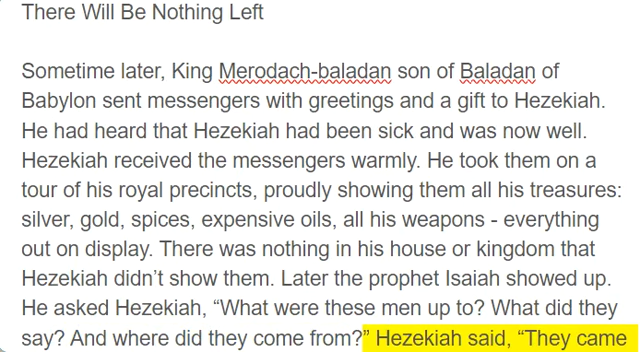 There Will Be Nothing Left
Sometime later, King Merodach-baladan son of Baladan of
Babylon sent messengers with greetings and a gift to Hezekiah.
He had heard that Hezekiah had been sick and was now well.
Hezekiah received the messengers warmly. He took them on a
tour of his royal precincts, proudly showing them all his treasures:
silver, gold, spices, expensive oils, all his weapons - everything
out on display. There was nothing in his house or kingdom that
Hezekiah didn’t show them. Later the prophet Isaiah showed up.
He asked Hezekiah, “What were these men up to? What did they
say? And where did they come from?” Hezekiah said, “They came